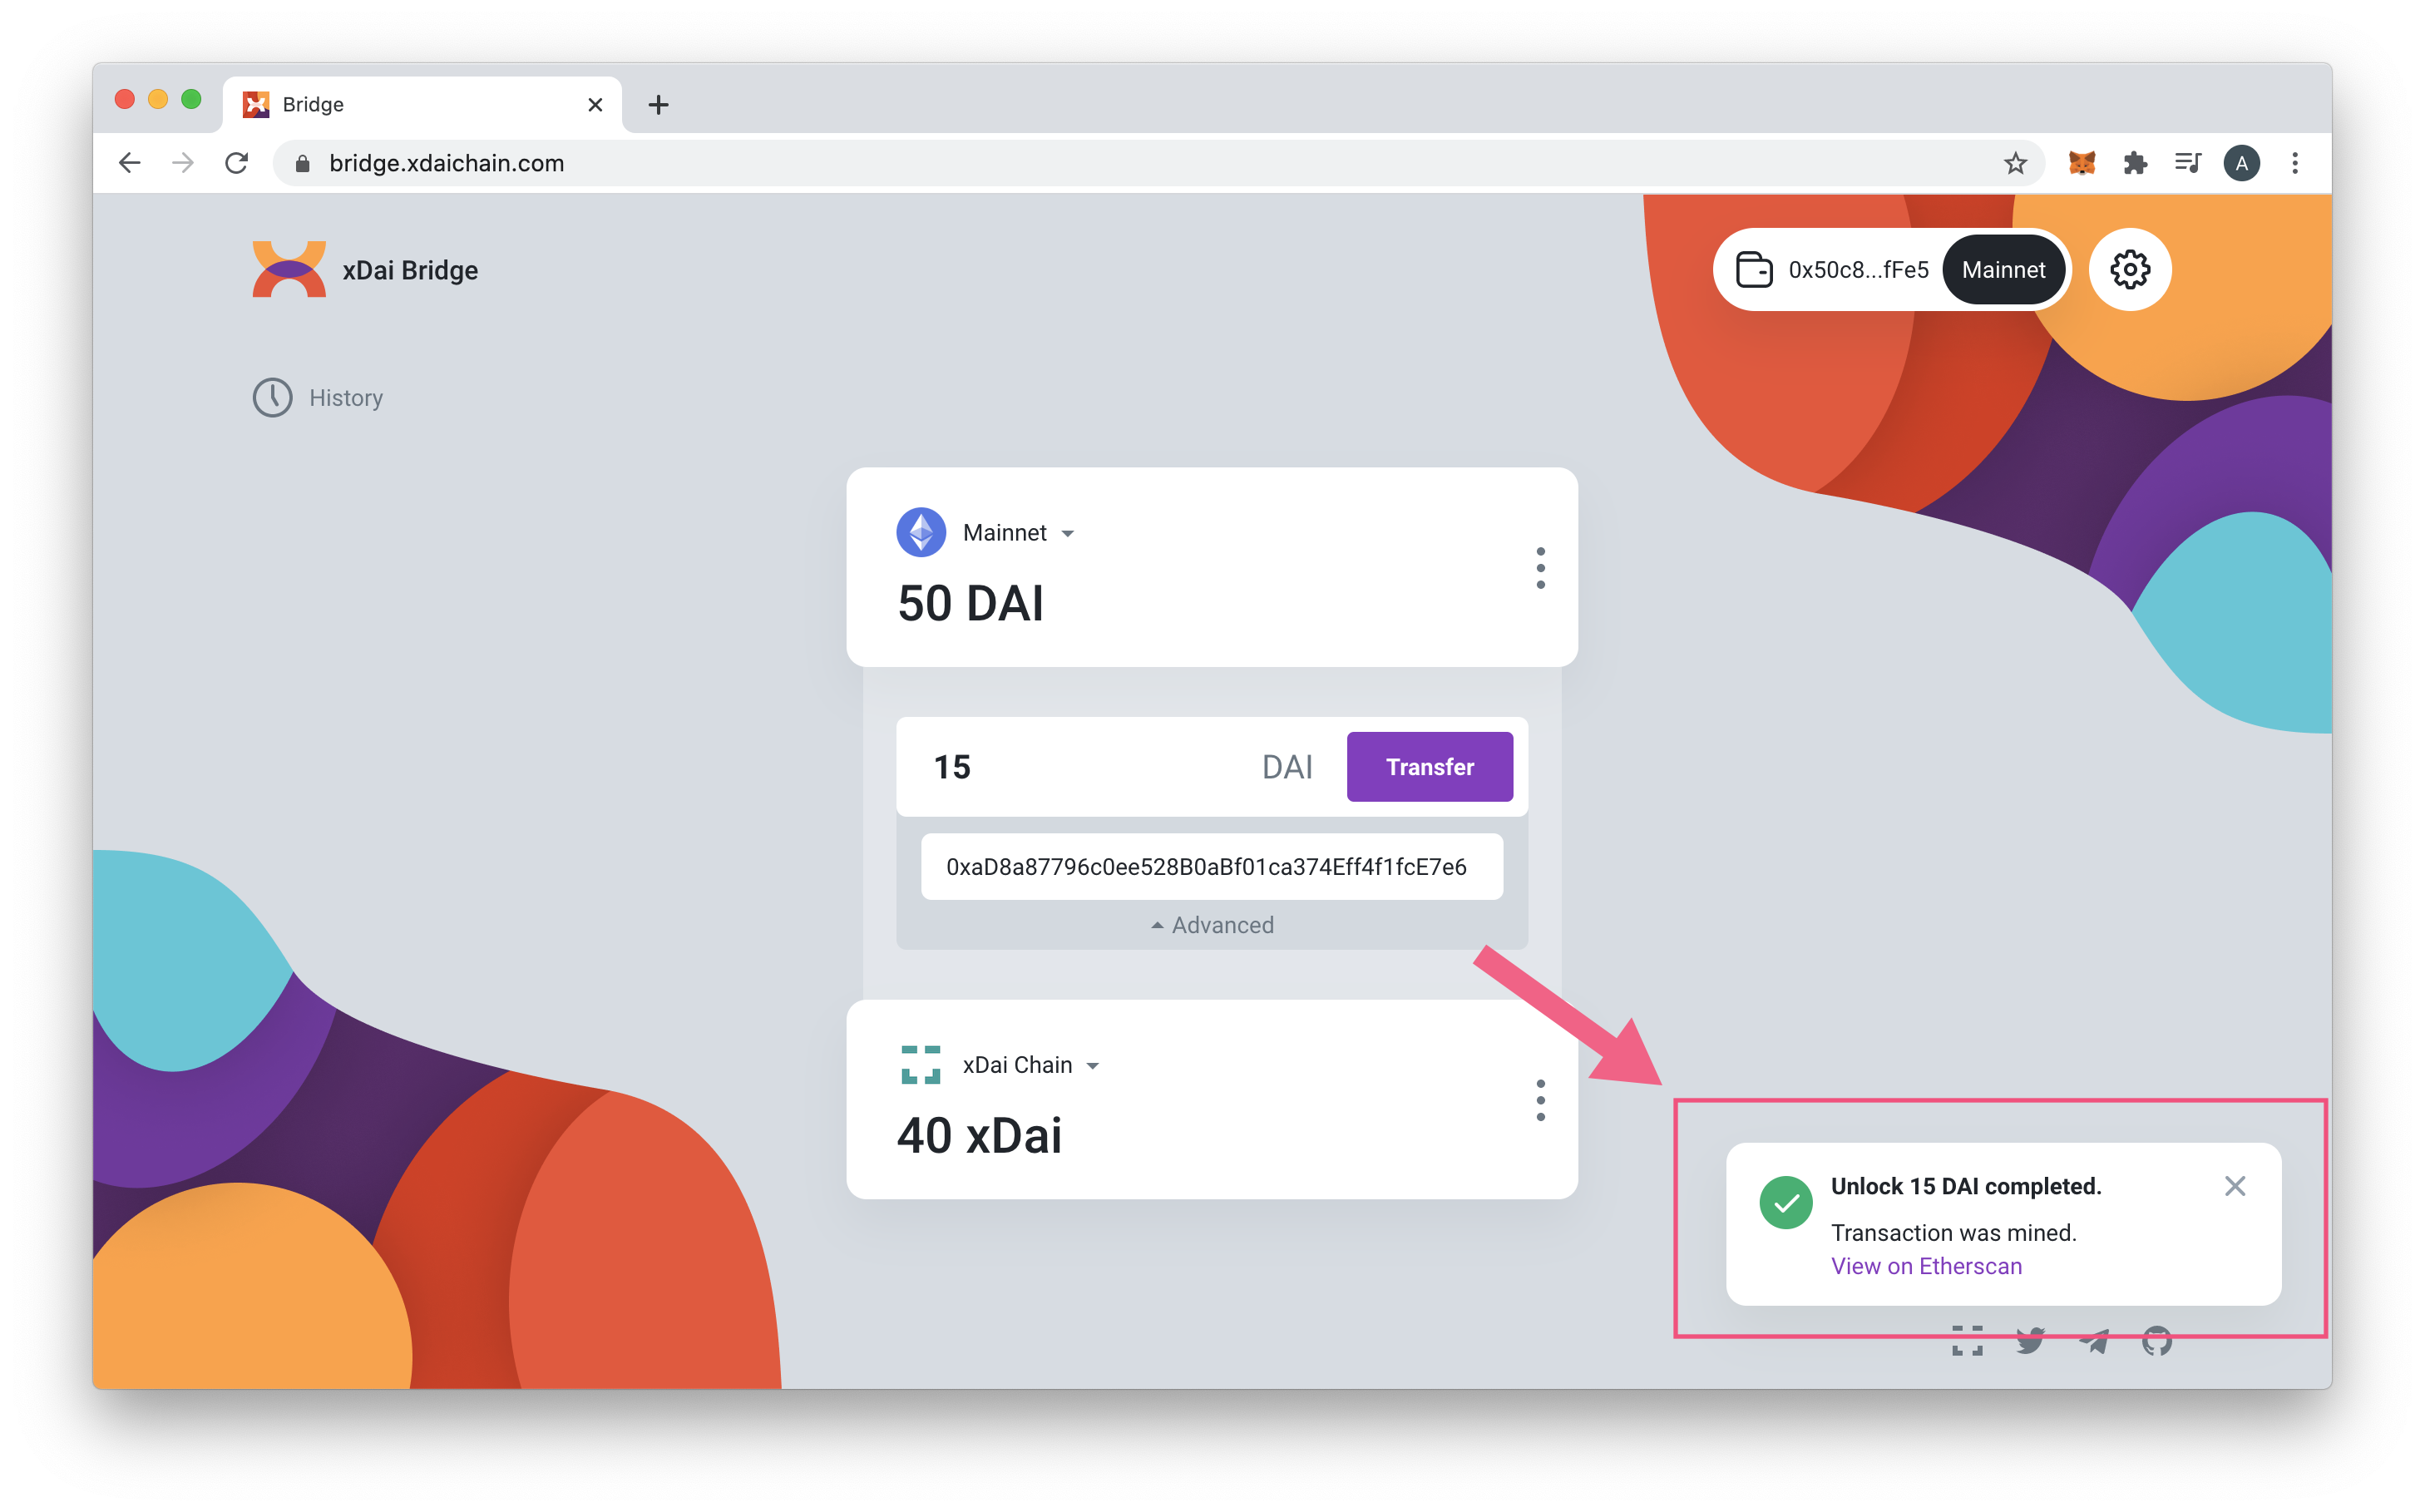 Bridge
bridge.xdaichain.com
A
xDai Bridge
0x50c8...fFe5
Mainnet
History
Mainnet
50 DAI
15
DAI
Transfer
0xaD8a87796c0ee528B0aBf01ca374Eff4f1fcE7e6
Advanced
xDai Chain
40 xDai
Unlock 15 DAI completed.
Transaction was mined.
View on Etherscan